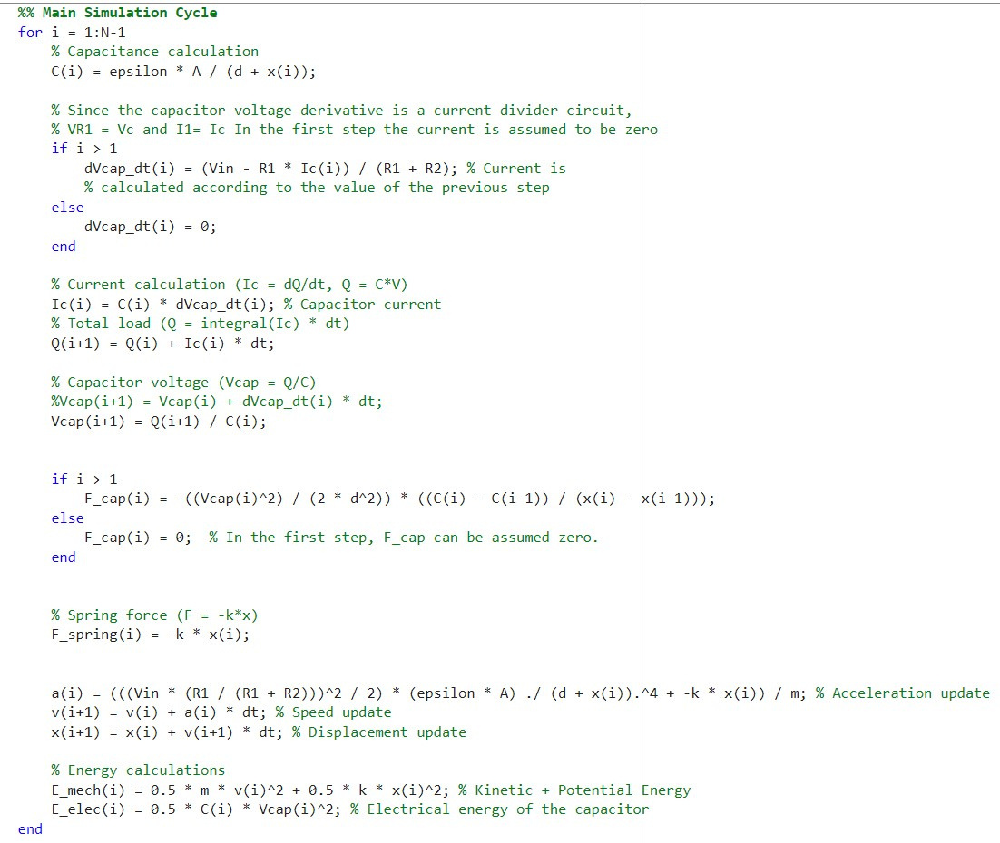 %% Main Simulation Cycle
for i = 1:N-1
% Capacitance calculation
C(i) = epsilon * A / (d + x(i));
% Since the capacitor voltage derivative is a current divider circuit,
% VR1 = Vc and I1= Ic In the first step the current is assumed to be zero
if i > 1
dVcap_dt(i) = (Vin - R1 * Ic(i)) / (R1 + R2); % Current is
% calculated according to the value of the previous step
else
dVcap_dt(i) = 0;
end
% Current calculation (Ic = dQ/dt, Q = C*V)
Ic(i) = C(i) * dVcap_dt(i); % Capacitor current
% Total load (Q = integral(Ic) * dt)
Q(i+1) = Q(i) + Ic(i) * dt;
% Capacitor voltage (Vcap = Q/C)
%Vcap(i+1) = Vcap(i) + dVcap_dt(i) * dt;
Vcap(i+1) = Q(i+1) / C(i);
if i > 1
F_cap(i) = -((Vcap(i)^2) / (2 * d^2)) * ((C(i) - C(i-1)) / (x(i) - x(i-1)));
else
F_cap(i) = 0;  % In the first step, F_cap can be assumed zero.
end
% Spring force (F = -k*x)
F_spring(i) = -k * x(i);
a(i) = (((Vin * (R1 / (R1 + R2)))^2 / 2) * (epsilon * A) ./ (d + x(i)).^4 + -k * x(i)) / m; % Acceleration update
v(i+1) = v(i) + a(i) * dt; % Speed update
x(i+1) = x(i) + v(i+1) * dt; % Displacement update
% Energy calculations
E_mech(i) = 0.5 * m * v(i)^2 + 0.5 * k * x(i)^2; % Kinetic + Potential Energy
E_elec(i) = 0.5 * C(i) * Vcap(i)^2; % Electrical energy of the capacitor
end